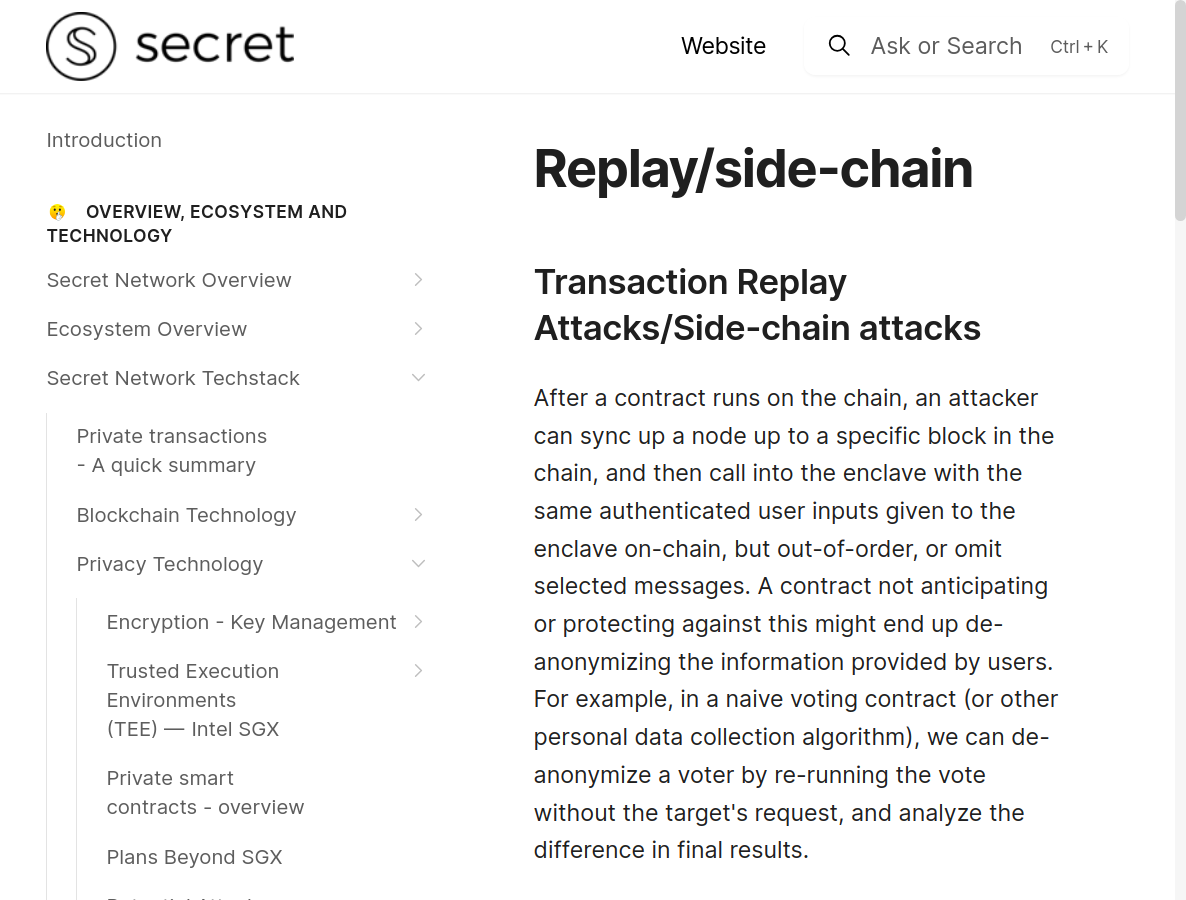 secret
Website
Ask or Search Ctrl + K
Introduction
OVERVIEW, ECOSYSTEM AND
TECHNOLOGY
Secret Network Overview
Ecosystem Overview
Secret Network Techstack
Private transactions
- A quick summary
Blockchain Technology
Privacy Technology
Encryption - Key Management
Trusted Execution
Environments
(TEE) — Intel SGX
Private smart
contracts - overview
Plans Beyond SGX
Replay/side-chain
Transaction Replay
Attacks/Side-chain attacks
After a contract runs on the chain, an attacker
can sync up a node up to a specific block in the
chain, and then call into the enclave with the
same authenticated user inputs given to the
enclave on-chain, but out-of-order, or omit
selected messages. A contract not anticipating
or protecting against this might end up de-
anonymizing the information provided by users.
For example, in a naive voting contract (or other
personal data collection algorithm), we can de-
anonymize a voter by re-running the vote
without the target's request, and analyze the
difference in final results.